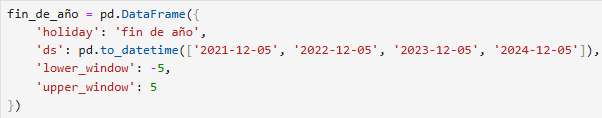 fin_de_año = pd.DataFrame({
    'holiday': 'fin de año',
    'ds': pd.to_datetime(['2021-12-05', '2022-12-05', '2023-12-05', '2024-12-05']),
    'lower_window': -5,
    'upper_window': 5
})